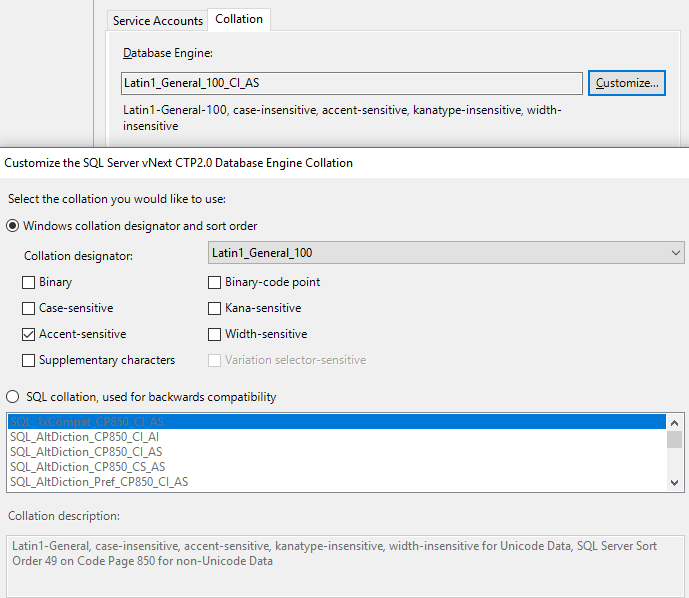 Service Accounts
Collation
Database Engine:
Latin1_General_100_CI_AS
Customize...
Latin1-General-100, case-insensitive, accent-sensitive, kanatype-insensitive, width-
insensitive
Customize the SQL Server vNext CTP2.0 Database Engine Collation
Select the collation you would like to use:
Windows collation designator and sort order
Collation designator:
Latin1_General_100
Binary
Binary-code point
Case-sensitive
Kana-sensitive
Accent-sensitive
Width-sensitive
Supplementary characters
Variation selector-sensitive
SQL collation, used for backwards compatibility
SQL_1xCompat_CP850_CI_AS
SQL_AltDiction_CP850_CI_AI
SQL_AltDiction_CP850_CI_AS
SQL_AltDiction_CP850_CS_AS
SQL_AltDiction_Pref_CP850_CI_AS
Collation description:
Latin1-General, case-insensitive, accent-sensitive, kanatype-insensitive, width-insensitive for Unicode Data, SQL Server Sort
Order 49 on Code Page 850 for non-Unicode Data